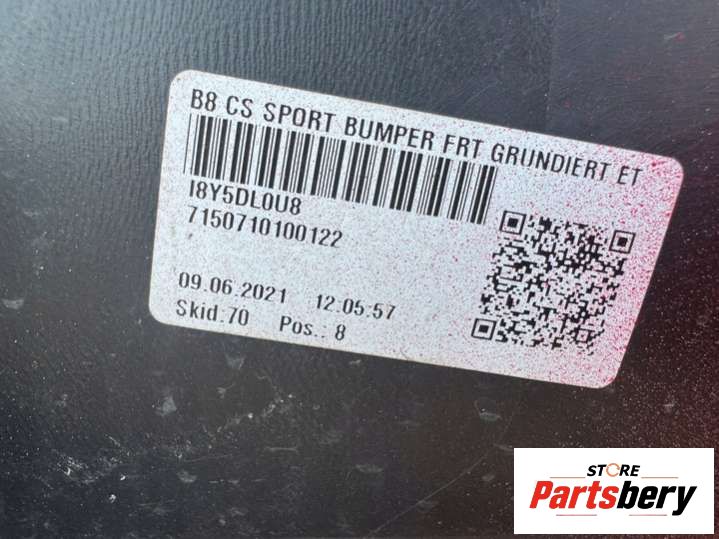 B8 CS SPORT BUMPER FRT GRUNDIERT ET
I8Y5DL0U8
7150710100122
09.06.2021 12:05:57
Skid:70 Pos.: 8
STORE
Partsbery